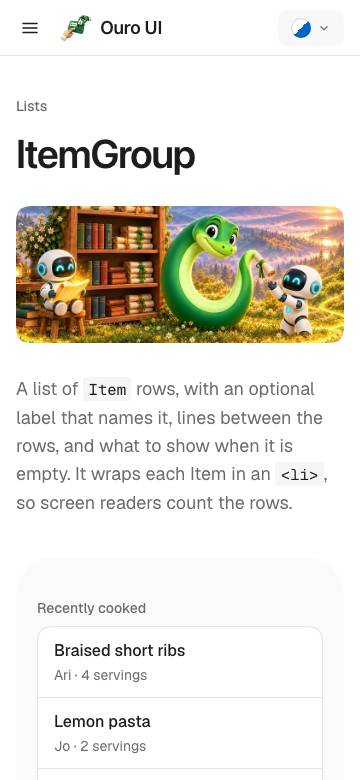 Ouro UI
Lists
ItemGroup
A list of Item rows, with an optional
label that names it, lines between the
rows, and what to show when it is
empty. It wraps each Item in an <li>,
so screen readers count the rows.
Recently cooked
Braised short ribs
Ari · 4 servings
Lemon pasta
Jo · 2 servings